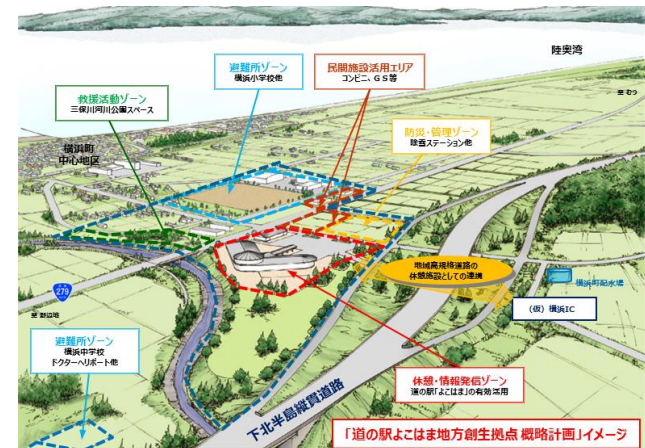 陸奥湾
避難所ゾーン
横浜小学校他
民間施設活用エリア
コンビニ、GS等
至 むつ
救援活動ゾーン
三保川河川公園スペース
防災・管理ゾーン
除雪ステーション他
横浜町
中心地区
地域高規格道路の
休憩施設としての連携
横浜町配水場
279
(仮) 横浜IC
至 野辺地
避難所ゾーン
横浜中学校
ドクターヘリポート他
休憩・情報発信ゾーン
道の駅「よこはま」の有効活用
下北半島縦貫道路
「道の駅よこはま地方創生拠点 概略計画」イメージ